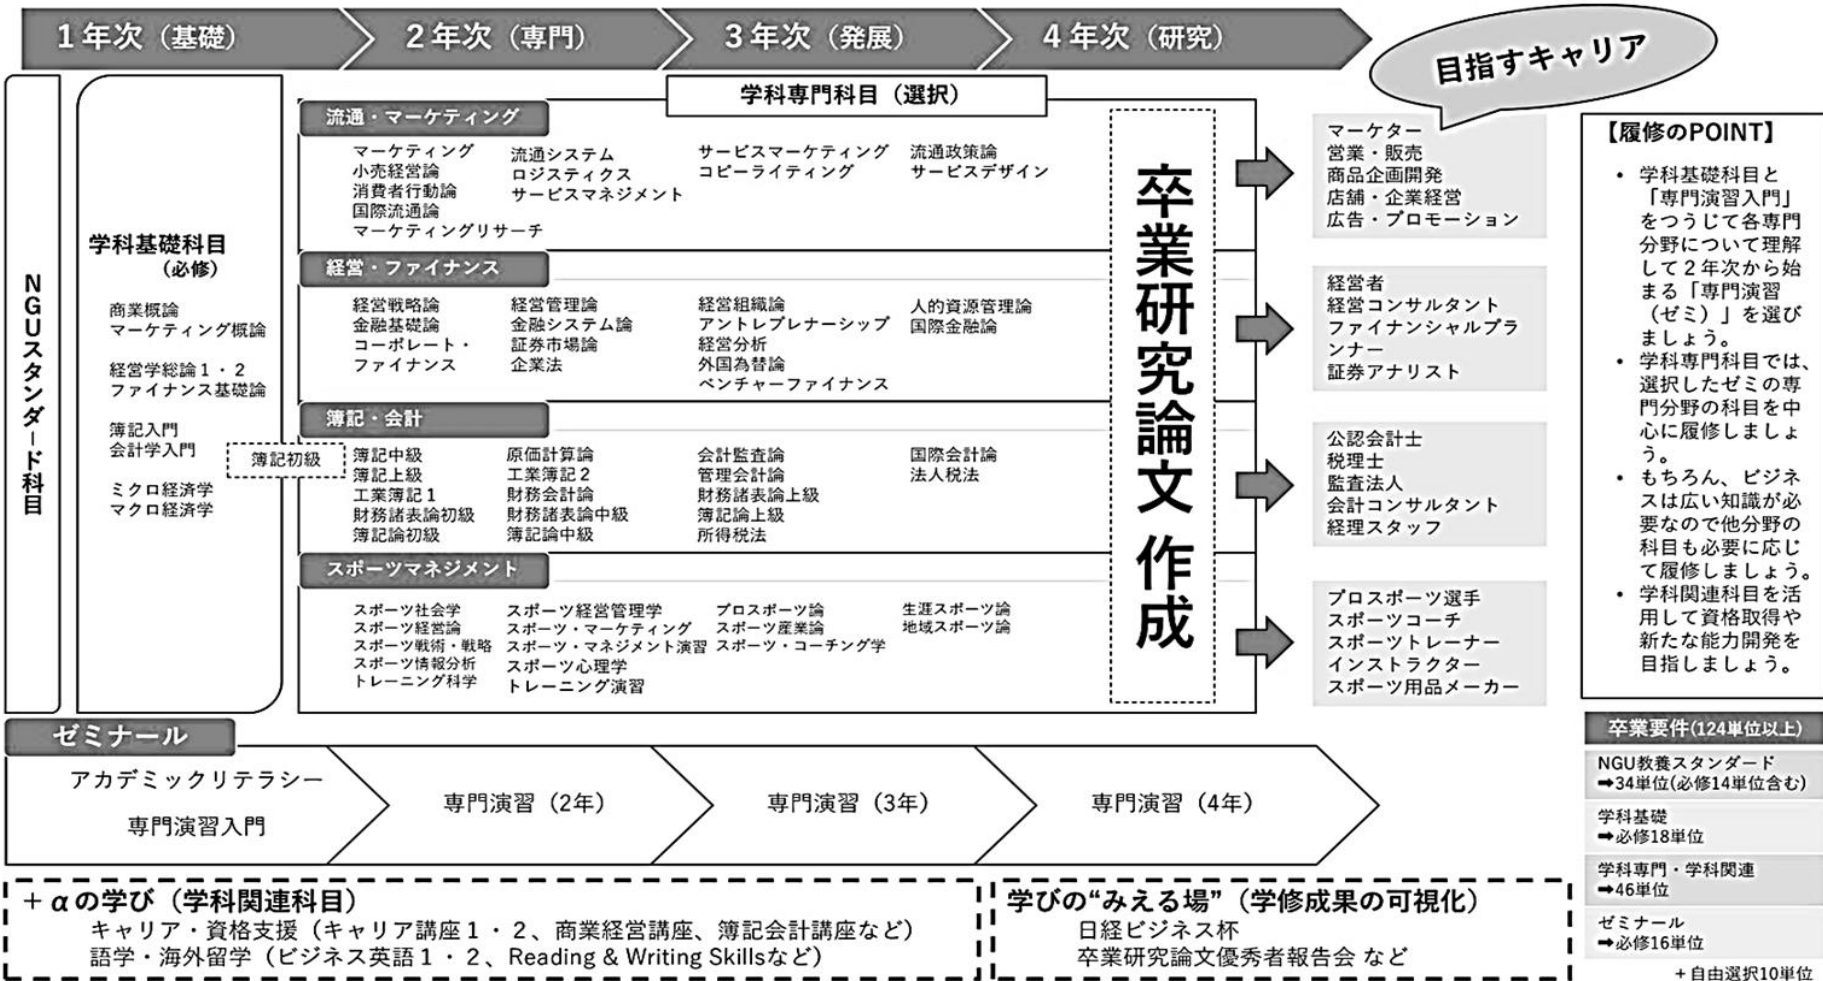 1年次（基礎）
2年次（専門）
3年次（発展）
4年次（研究）
目指すキャリア
NGUスタンダード科目
学科基礎科目
（必修）
商業概論
マーケティング概論
経営学総論1・2
ファイナンス基礎論
簿記入門
会計学入門
ミクロ経済学
マクロ経済学
簿記初級
学科専門科目（選択）
流通・マーケティング
マーケティング
小売経営論
消費者行動論
国際流通論
マーケティングリサーチ
流通システム
ロジスティクス
サービスマネジメント
サービスマーケティング
コピーライティング
流通政策論
サービスデザイン
経営・ファイナンス
経営戦略論
金融基礎論
コーポレート・
ファイナンス
経営管理論
金融システム論
証券市場論
企業法
経営組織論
アントレプレナーシップ
経営分析
外国為替論
ベンチャーファイナンス
人的資源管理論
国際金融論
簿記・会計
簿記中級
簿記上級
工業簿記1
財務諸表論初級
簿記論初級
原価計算論
工業簿記2
財務会計論
財務諸表論中級
簿記論中級
会計監査論
管理会計論
財務諸表論上級
簿記論上級
所得税法
国際会計論
法人税法
スポーツマネジメント
スポーツ社会学
スポーツ経営論
スポーツ戦術・戦略
スポーツ情報分析
トレーニング科学
スポーツ経営管理学
スポーツ・マーケティング
スポーツ・マネジメント演習
スポーツ心理学
トレーニング演習
プロスポーツ論
スポーツ産業論
スポーツ・コーチング学
生涯スポーツ論
地域スポーツ論
卒業研究論文 作成
マーケター
営業・販売
商品企画開発
店舗・企業経営
広告・プロモーション
経営者
経営コンサルタント
ファイナンシャルプラ
ンナー
証券アナリスト
公認会計士
税理士
監査法人
会計コンサルタント
経理スタッフ
プロスポーツ選手
スポーツコーチ
スポーツトレーナー
インストラクター
スポーツ用品メーカー
【履修のPOINT】
• 学科基礎科目と
「専門演習入門」
をつうじて各専門
分野について理解
して2年次から始
まる「専門演習
（ゼミ）」を選び
ましょう。
• 学科専門科目では、
選択したゼミの専
門分野の科目を中
心に履修しましょ
う。
• もちろん、ビジネ
スは広い知識が必
要なので他分野の
科目も必要に応じ
て履修しましょう。
• 学科関連科目を活
用して資格取得や
新たな能力開発を
目指しましょう。
ゼミナール
アカデミックリテラシー
専門演習入門
専門演習（2年）
専門演習（3年）
専門演習（4年）
卒業要件(124単位以上)
NGU教養スタンダード
➡34単位(必修14単位含む)
学科基礎
➡必修18単位
学科専門・学科関連
➡46単位
ゼミナール
➡必修16単位
+自由選択10単位
+αの学び（学科関連科目）
キャリア・資格支援（キャリア講座1・2、商業経営講座、簿記会計講座など）
語学・海外留学（ビジネス英語1・2、Reading & Writing Skillsなど）
学びの“みえる場”（学修成果の可視化）
日経ビジネス杯
卒業研究論文優秀者報告会 など